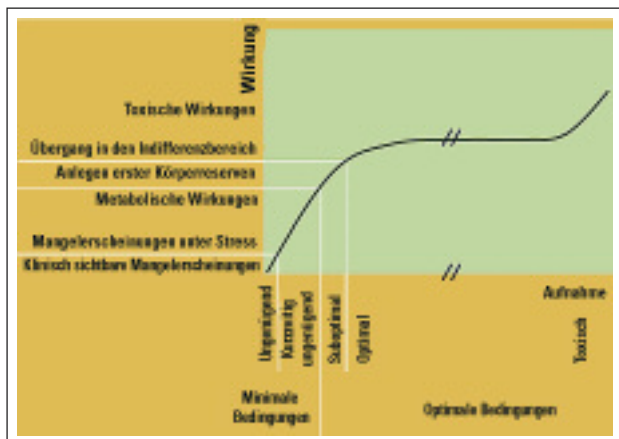 Wirkung
Toxische Wirkungen
Übergang in den Indifferenzbereich
Anlegen erster Körperreserven
Metabolische Wirkungen
Mangelerscheinungen unter Stress
Klinisch sichtbare Mangelerscheinungen
Aufnahme
Ungenügend
Kurzzeitig
ungenügend
Suboptimal
Optimal
Toxisch
Minimale
Bedingungen
Optimale Bedingungen